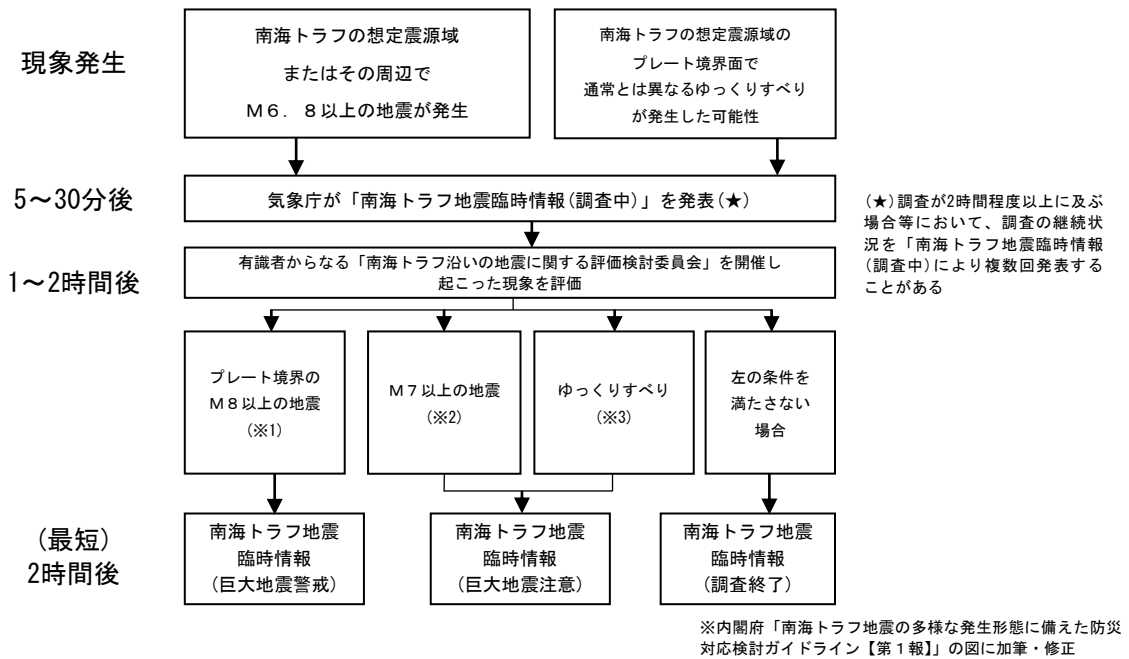 現象発生
南海トラフの想定震源域
またはその周辺で
M6.8以上の地震が発生
南海トラフの想定震源域の
プレート境界面で
通常とは異なるゆっくりすべり
が発生した可能性
5~30分後
気象庁が「南海トラフ地震臨時情報(調査中)」を発表(★)
(★)調査が2時間程度以上に及ぶ
場合等において、調査の継続状
況を「南海トラフ地震臨時情報
(調査中)により複数回発表する
ことがある
1~2時間後
有識者からなる「南海トラフ沿いの地震に関する評価検討委員会」を開催し
起こった現象を評価
プレート境界の
M8以上の地震
(※1)
M7以上の地震
(※2)
ゆっくりすべり
(※3)
左の条件を
満たさない
場合
(最短)
2時間後
南海トラフ地震
臨時情報
(巨大地震警戒)
南海トラフ地震
臨時情報
(巨大地震注意)
南海トラフ地震
臨時情報
(調査終了)
※内閣府「南海トラフ地震の多様な発生形態に備えた防災
対応検討ガイドライン【第1報】」の図に加筆・修正